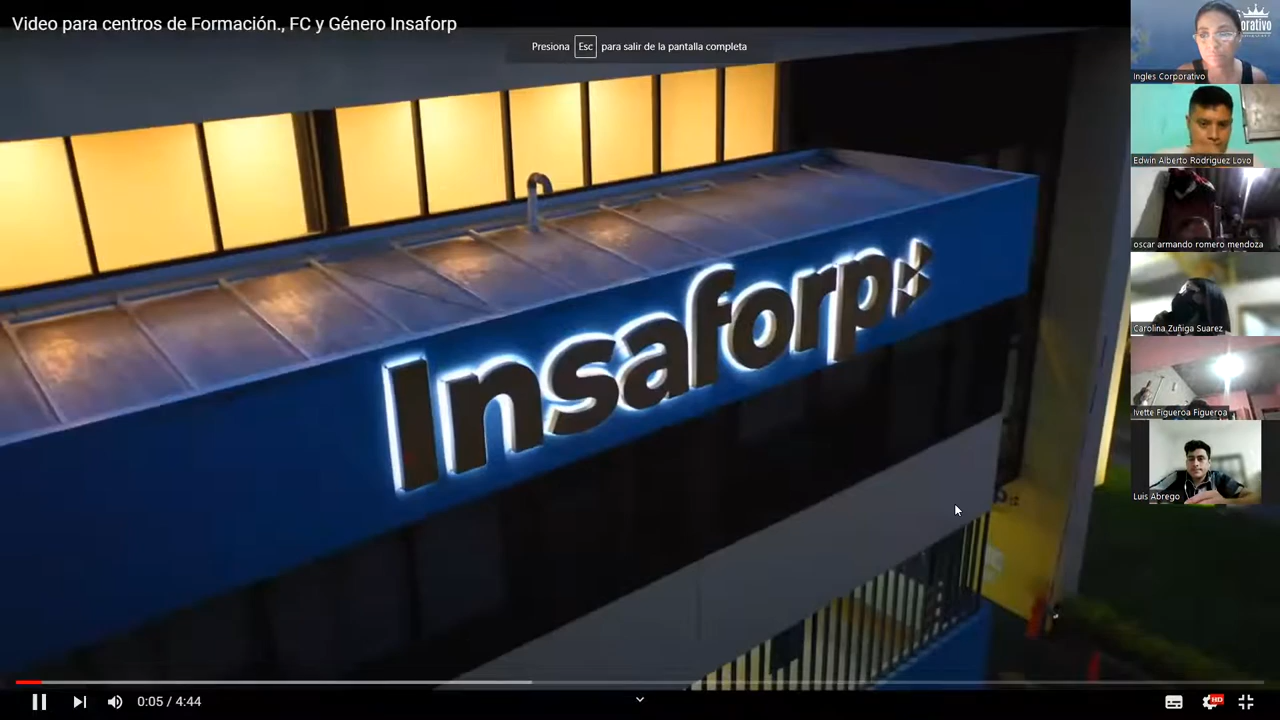 Video para centros de Formación., FC y Género Insaforp
Presiona Esc para salir de la pantalla completa
Insaforp
orativo
Ingles Corporativo
Edwin Alberto Rodriguez Lovo
oscar armando romero mendoza
Carolina Zuñiga Suarez
Ivette Figueroa Figueroa
Luis Abrego
0:05 / 4:44
HD